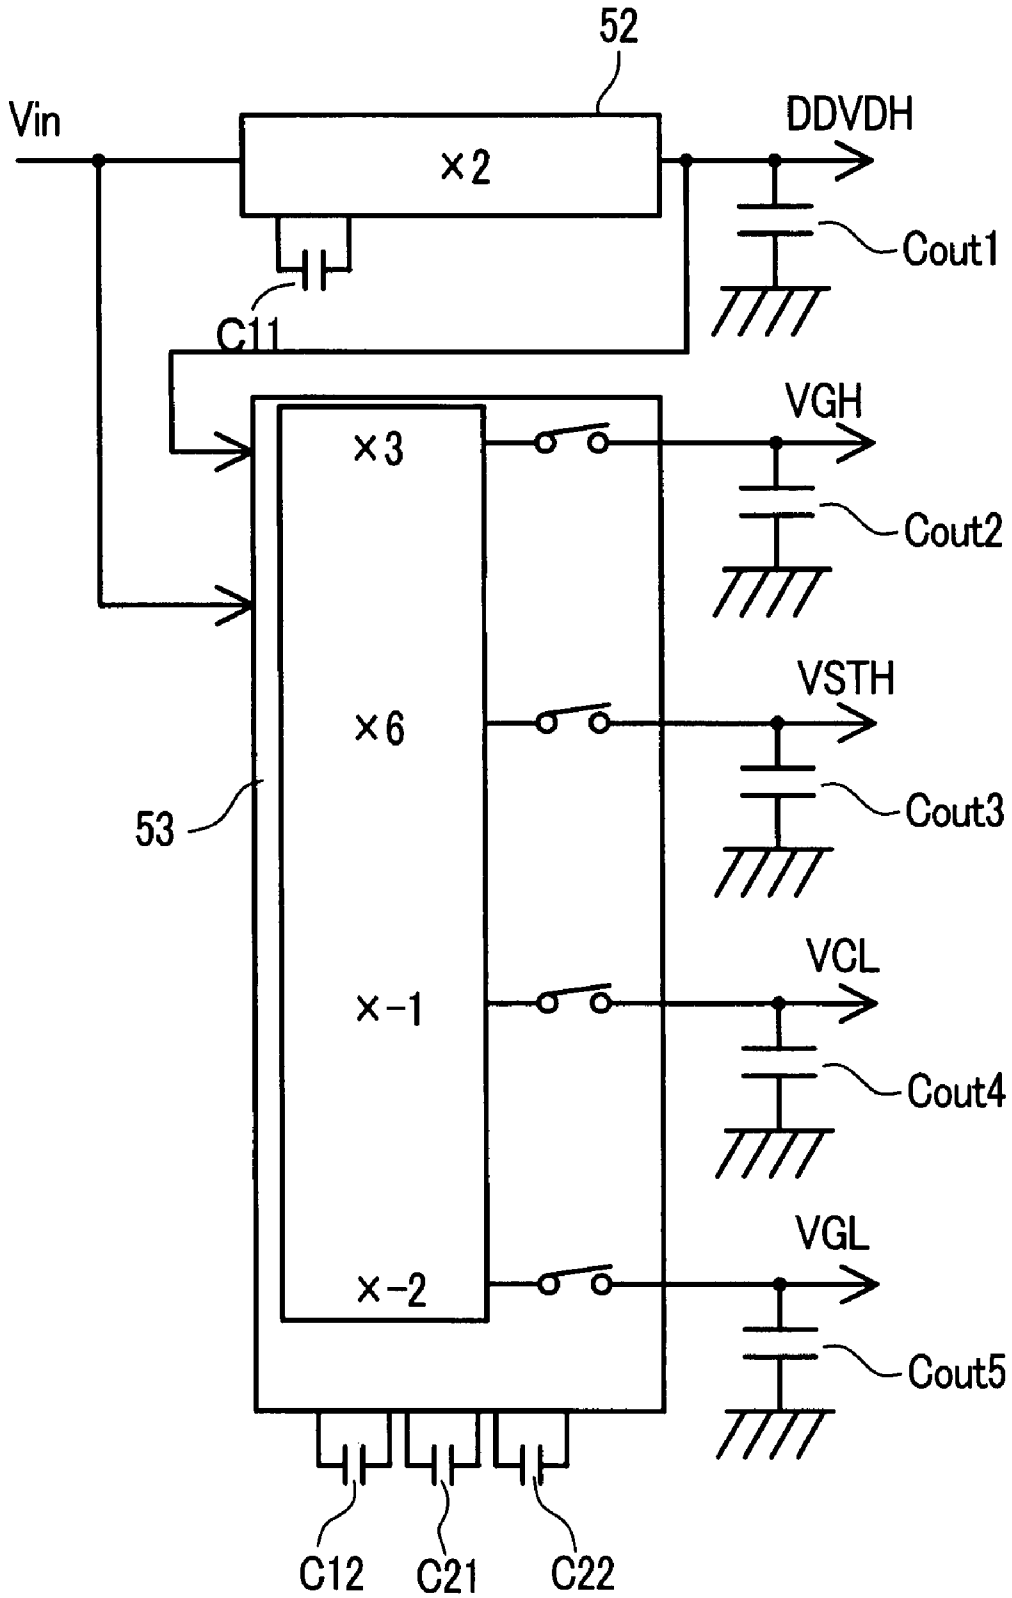 52
Vin
DDVDH
×2
Cout1
C11
VGH
×3
Cout2
VSTH
×6
Cout3
53
VCL
×-1
Cout4
VGL
×-2
Cout5
C12
C21
C22